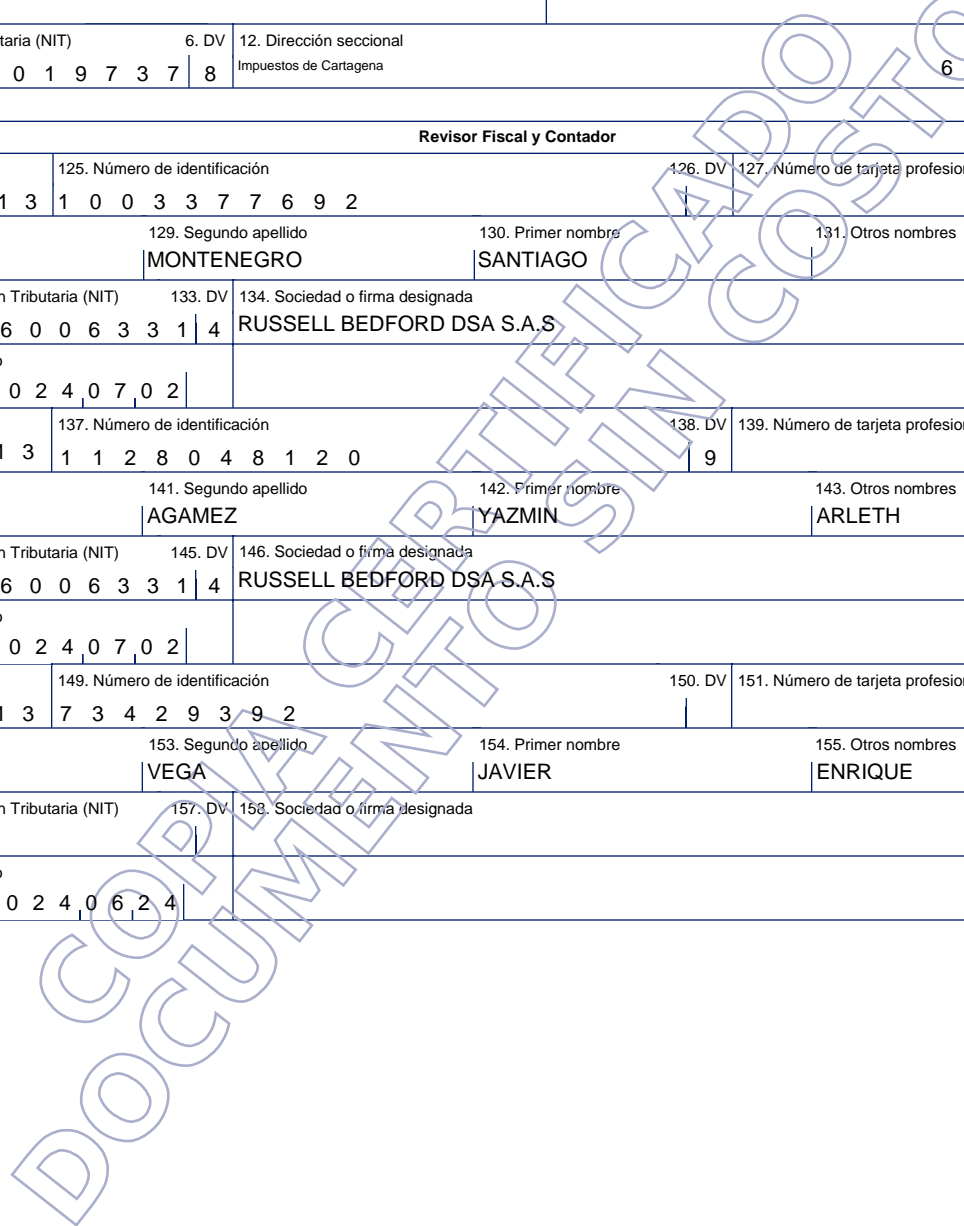 taria (NIT) 6. DV 12. Dirección seccional
0 1 9 7 3 7 8 Impuestos de Cartagena 6
Revisor Fiscal y Contador
125. Número de identificación 126. DV 127. Número de tarjeta profesion
1 3 1 0 0 3 3 7 7 6 9 2
129. Segundo apellido 130. Primer nombre 131. Otros nombres
MONTENEGRO SANTIAGO
n Tributaria (NIT) 133. DV 134. Sociedad o firma designada
6 0 0 6 3 3 1 4 RUSSELL BEDFORD DSA S.A.S
o
0 2 4 0 7 0 2
137. Número de identificación 138. DV 139. Número de tarjeta profesion
1 3 1 1 2 8 0 4 8 1 2 0 9
141. Segundo apellido 142. Primer nombre 143. Otros nombres
AGAMEZ YAZMIN ARLETH
n Tributaria (NIT) 145. DV 146. Sociedad o firma designada
6 0 0 6 3 3 1 4 RUSSELL BEDFORD DSA S.A.S
o
0 2 4 0 7 0 2
149. Número de identificación 150. DV 151. Número de tarjeta profesion
1 3 7 3 4 2 9 3 9 2
153. Segundo apellido 154. Primer nombre 155. Otros nombres
VEGA JAVIER ENRIQUE
n Tributaria (NIT) 157. DV 158. Sociedad o firma designada
o
0 2 4 0 6 2 4
COPIA CERTIFICADO
DOCUMENTO SIN COSTO